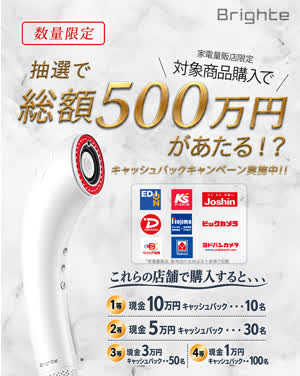 Brighte
数量限定
家電量販店限定
対象商品購入で
抽選で
総額500万円
があたる!?
キャッシュバックキャンペーン実施中!!
EDION
K's
Joshin
Nojima
ビックカメラ
ヨドバシカメラ
これらの店舗で購入すると、、、
1等 現金10万円 キャッシュバック・・・10名
2等 現金5万円 キャッシュバック・・・30名
3等 現金3万円 キャッシュバック・・50名
4等 現金1万円 キャッシュバック・・100名
Brighte